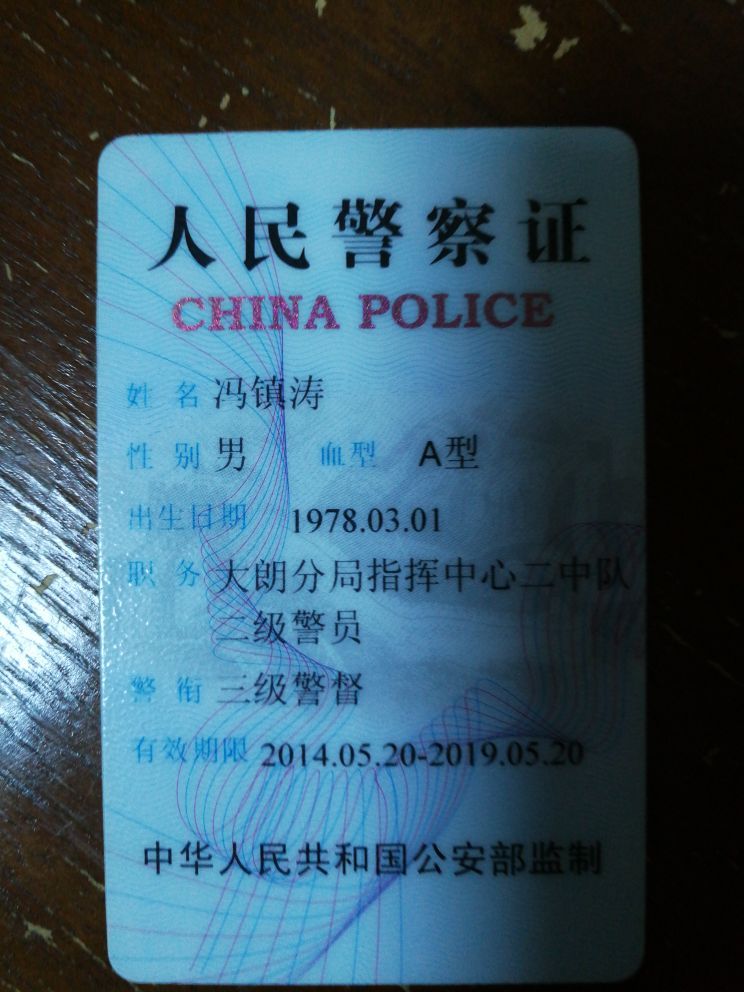 人民警察证
CHINA POLICE
姓名 冯镇涛
性别 男 血型 A型
出生日期 1978.03.01
职务 大朗分局指挥中心二中队
二级警员
警衔 三级警督
有效期限 2014.05.20-2019.05.20
中华人民共和国公安部监制